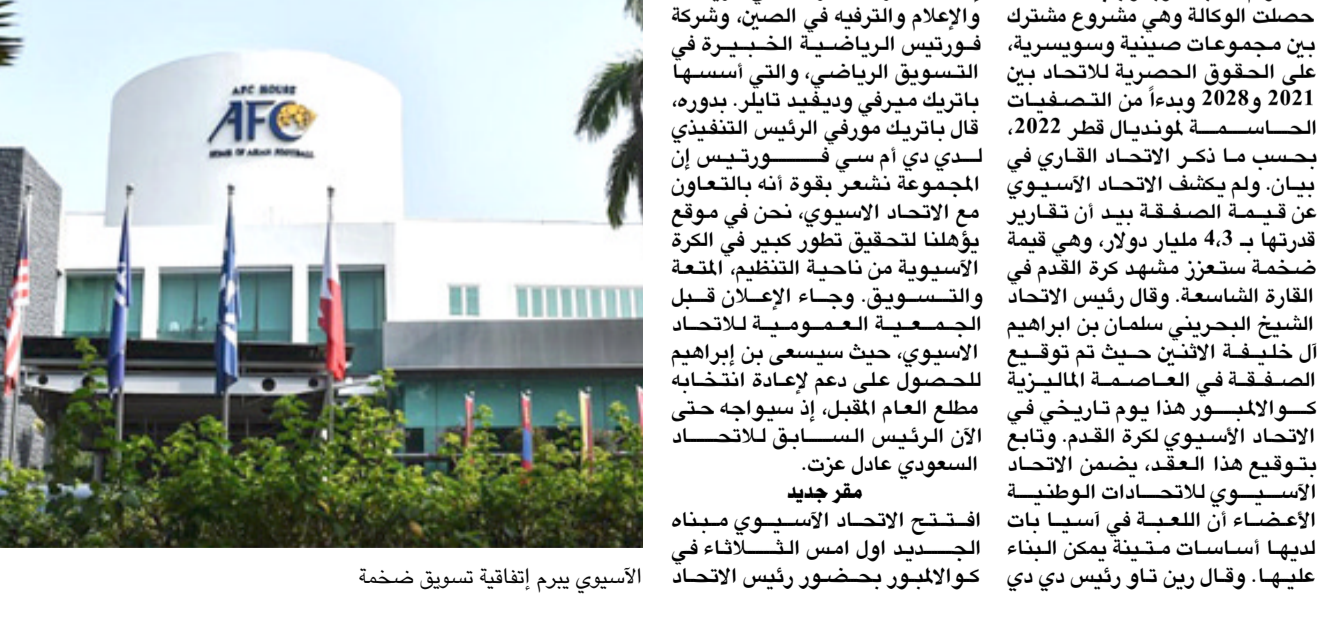 حصلت الوكالة وهي مشروع مشترك
بين مجموعات صينية وسويسرية،
على الحقوق الحصرية للاتحاد بين
2021 و2028 وبدءاً من التصفيات
الحاسمة لمونديال قطر 2022،
بحسب ما ذكر الاتحاد القاري في
بيان. ولم يكشف الاتحاد الآسيوي
عن قيمة الصفقة بيد أن تقارير
قدرتها بـ 4،3 مليار دولار، وهي قيمة
ضخمة ستعزز مشهد كرة القدم في
القارة الشاسعة. وقال رئيس الاتحاد
الشيخ البحريني سلمان بن ابراهيم
آل خليفة الاثنين حيث تم توقيع
الصفقة في العاصمة الماليزية
كوالالمبور هذا يوم تاريخي في
الاتحاد الأسيوي لكرة القدم. وتابع
بتوقيع هذا العقد، يضمن الاتحاد
الآسيوي للاتحادات الوطنية
الأعضاء أن اللعبة في آسيا بات
لديها أساسات متينة يمكن البناء
عليها. وقال رين تاو رئيس دي دي
والإعلام والترفيه في الصين، وشركة
فورتيس الرياضية الخبيرة في
التسويق الرياضي، والتي أسسها
باتريك ميرفي وديفيد تايلر. بدوره،
قال باتريك مورفي الرئيس التنفيذي
لدي دي أم سي فورتيس إن
المجموعة نشعر بقوة أنه بالتعاون
مع الاتحاد الاسيوي، نحن في موقع
يؤهلنا لتحقيق تطور كبير في الكرة
الآسيوية من ناحية التنظيم، المتعة
والتسويق. وجاء الإعلان قبل
الجمعية العمومية للاتحاد
الاسيوي، حيث سيسعى بن إبراهيم
للحصول على دعم لإعادة انتخابه
مطلع العام المقبل، إذ سيواجه حتى
الآن الرئيس السابق للاتحاد
السعودي عادل عزت.
مقر جديد
افتتح الاتحاد الآسيوي مبناه
الجديد اول امس الثلاثاء في
كوالالمبور بحضور رئيس الاتحاد
AFC HOUSE
AFC
HOME OF ASIAN FOOTBALL
الآسيوي يبرم إتفاقية تسويق ضخمة